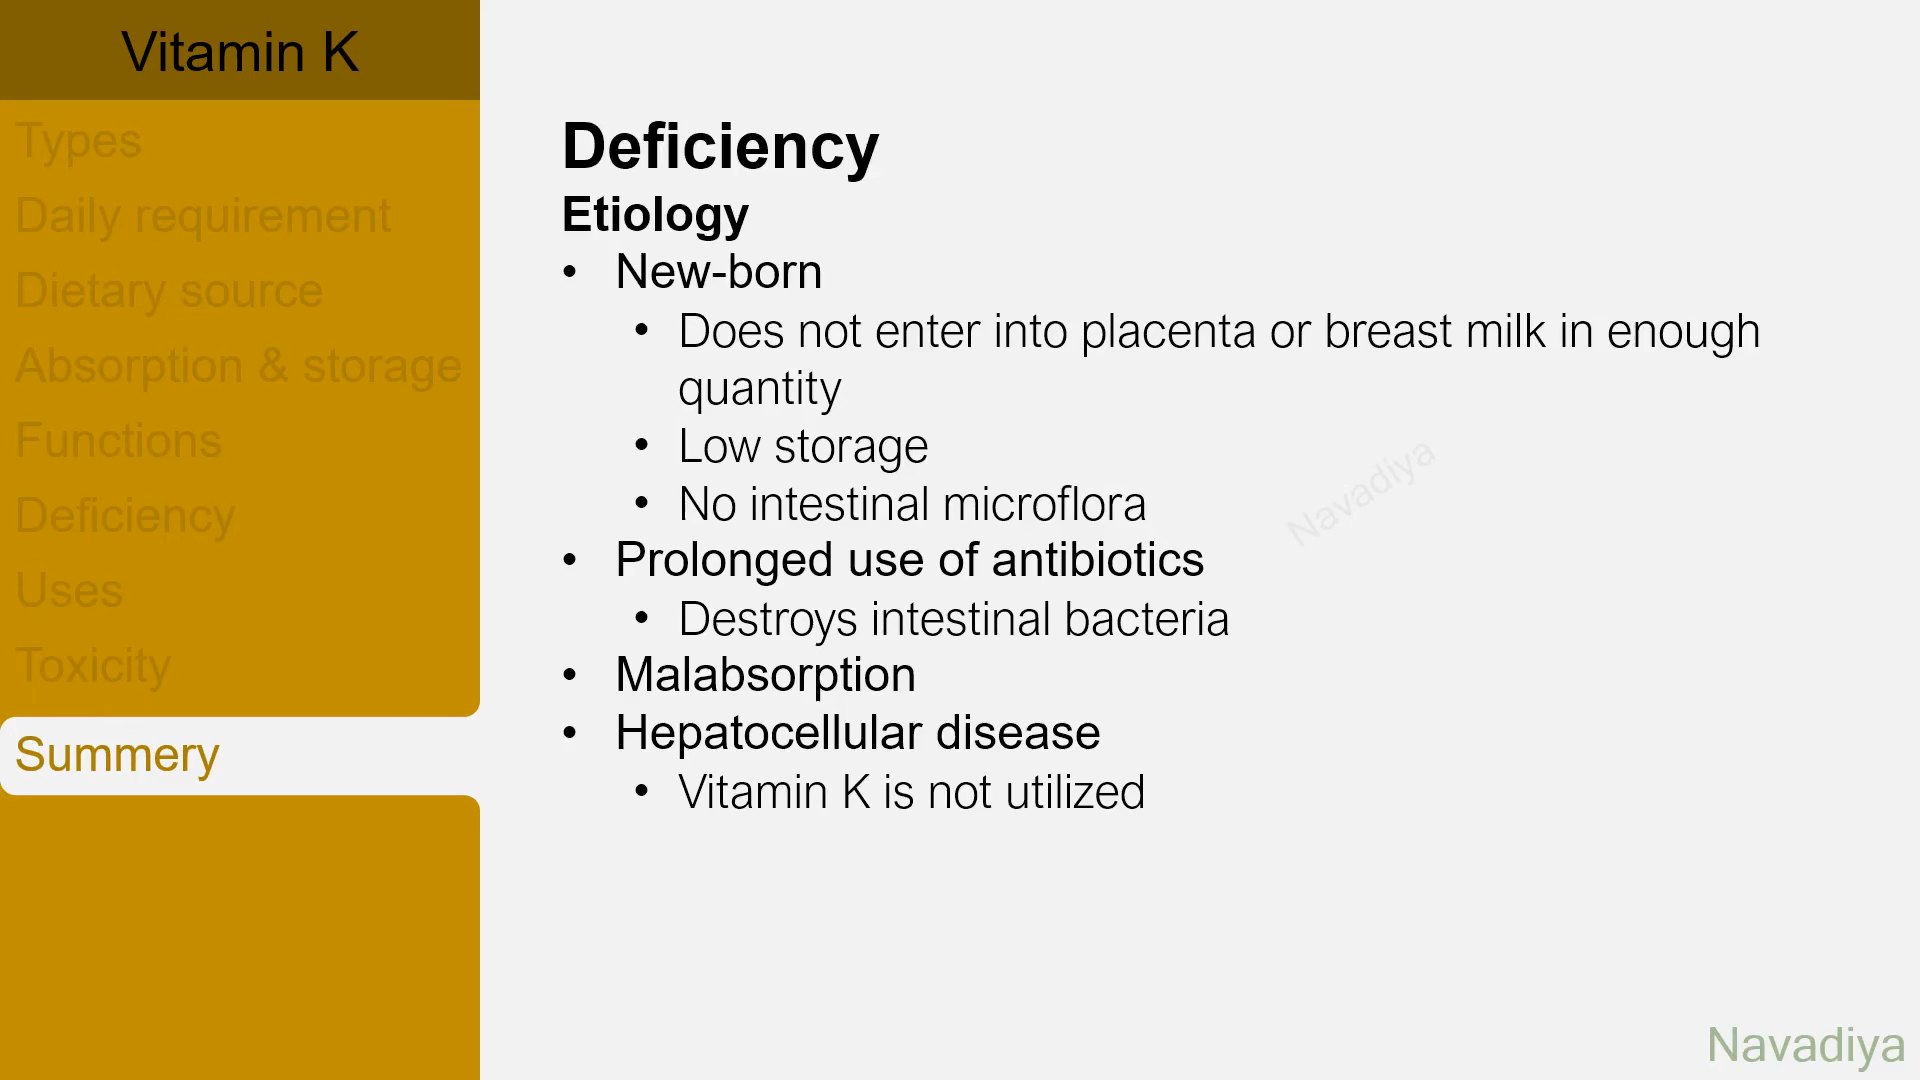 Vitamin K
Types
Daily requirement
Dietary source
Absorption & storage
Functions
Deficiency
Uses
Toxicity
Summery
Deficiency
Etiology
• New-born
• Does not enter into placenta or breast milk in enough
quantity
• Low storage
• No intestinal microflora
• Prolonged use of antibiotics
• Destroys intestinal bacteria
• Malabsorption
• Hepatocellular disease
• Vitamin K is not utilized
Navadiya
Navadiya